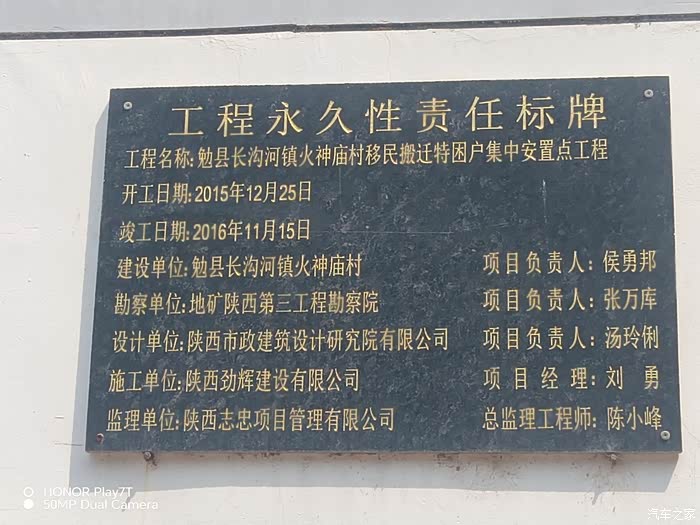 工程永久性责任标牌
工程名称:勉县长沟河镇火神庙村移民搬迁特困户集中安置点工程
开工日期:2015年12月25日
竣工日期:2016年11月15日
建设单位:勉县长沟河镇火神庙村 项目负责人:侯勇邦
勘察单位:地矿陕西第三工程勘察院 项目负责人:张万库
设计单位:陕西市政建筑设计研究院有限公司 项目负责人:汤玲俐
施工单位:陕西劲辉建设有限公司 项目经理:刘勇
监理单位:陕西志忠项目管理有限公司 总监理工程师:陈小峰
HONOR Play7T
50MP Dual Camera
汽车之家